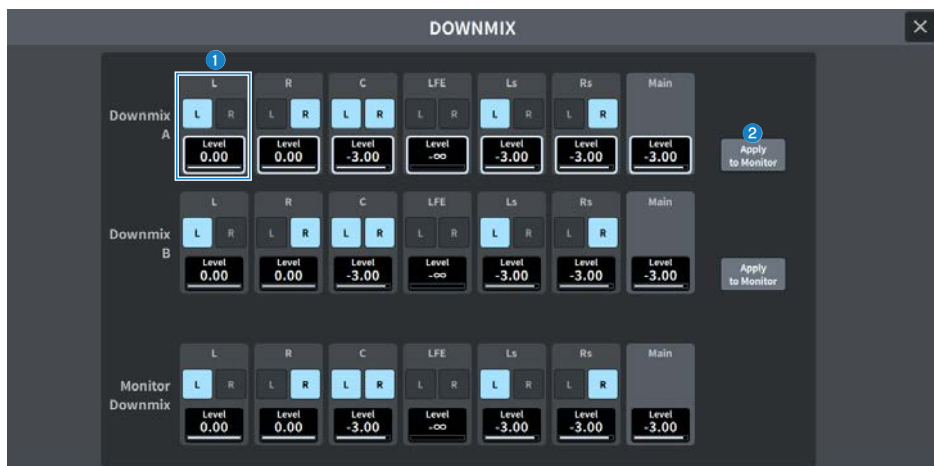 DOWNMIX
×
1
L R C LFE Ls Rs Main
Downmix A
L R L R L R L R L R L R
2
Level 0.00 Level 0.00 Level -3.00 Level -∞ Level -3.00 Level -3.00 Level -3.00
Apply to Monitor
L R C LFE Ls Rs Main
Downmix B
L R L R L R L R L R L R
Level 0.00 Level 0.00 Level -3.00 Level -∞ Level -3.00 Level -3.00 Level -3.00
Apply to Monitor
L R C LFE Ls Rs Main
Monitor Downmix
L R L R L R L R L R L R
Level 0.00 Level 0.00 Level -3.00 Level -∞ Level -3.00 Level -3.00 Level -3.00